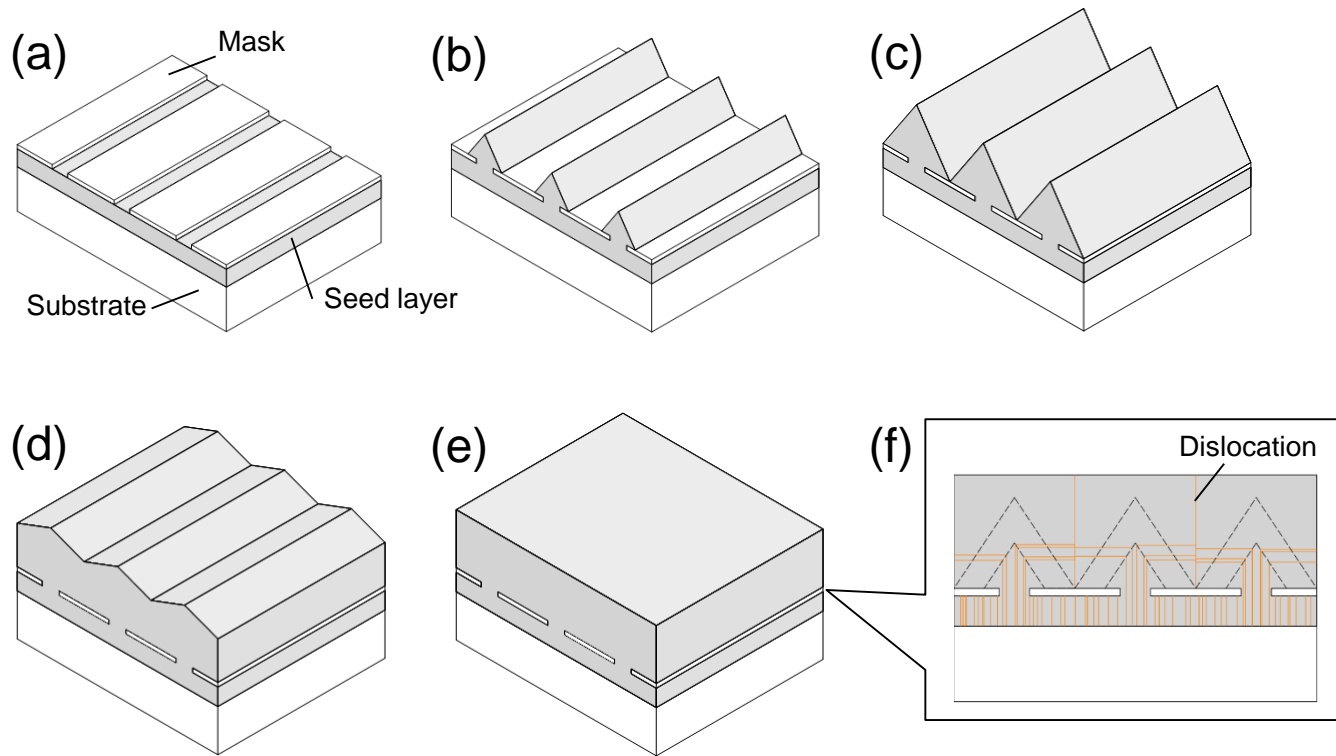 (a)
Mask
Substrate
Seed layer
(b)
(c)
(d)
(e)
(f)
Dislocation